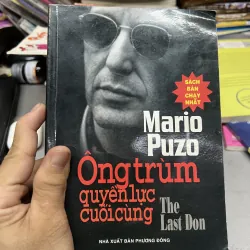 SÁCH BÁN CHẠY NHẤT
Mario
Puzo
Ông trùm
quyền lực
cuối cùng
The
Last Don
NHÀ XUẤT BẢN PHƯƠNG ĐÔNG